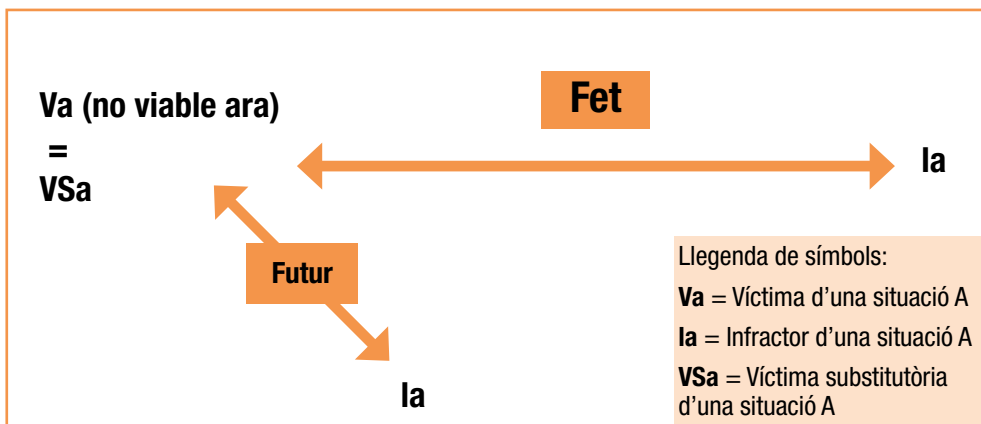 Fet
Va (no viable ara)
=
VSa
Ia
Futur
Ia
Llegenda de símbols:
Va = Víctima d’una situació A
Ia = Infractor d’una situació A
VSa = Víctima substitutòria
d’una situació A